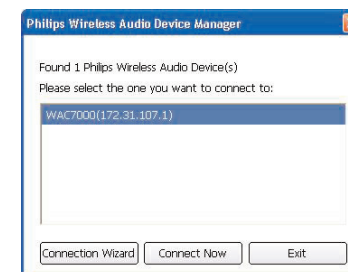 Philips Wireless Audio Device Manager
Found 1 Philips Wireless Audio Device(s)
Please select the one you want to connect to:
WAC7000(172.31.107.1)
Connection Wizard Connect Now Exit